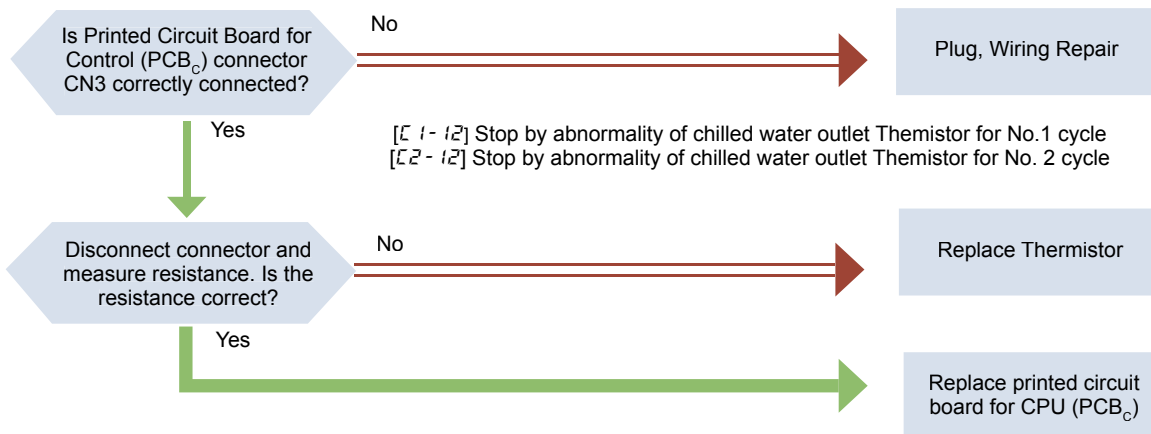 Is Printed Circuit Board for
Control (PCBC) connector
CN3 correctly connected?
No
Plug, Wiring Repair
Yes
[C1-12] Stop by abnormality of chilled water outlet Themistor for No.1 cycle
[C2-12] Stop by abnormality of chilled water outlet Themistor for No. 2 cycle
Disconnect connector and
measure resistance. Is the
resistance correct?
No
Replace Thermistor
Yes
Replace printed circuit
board for CPU (PCBC)